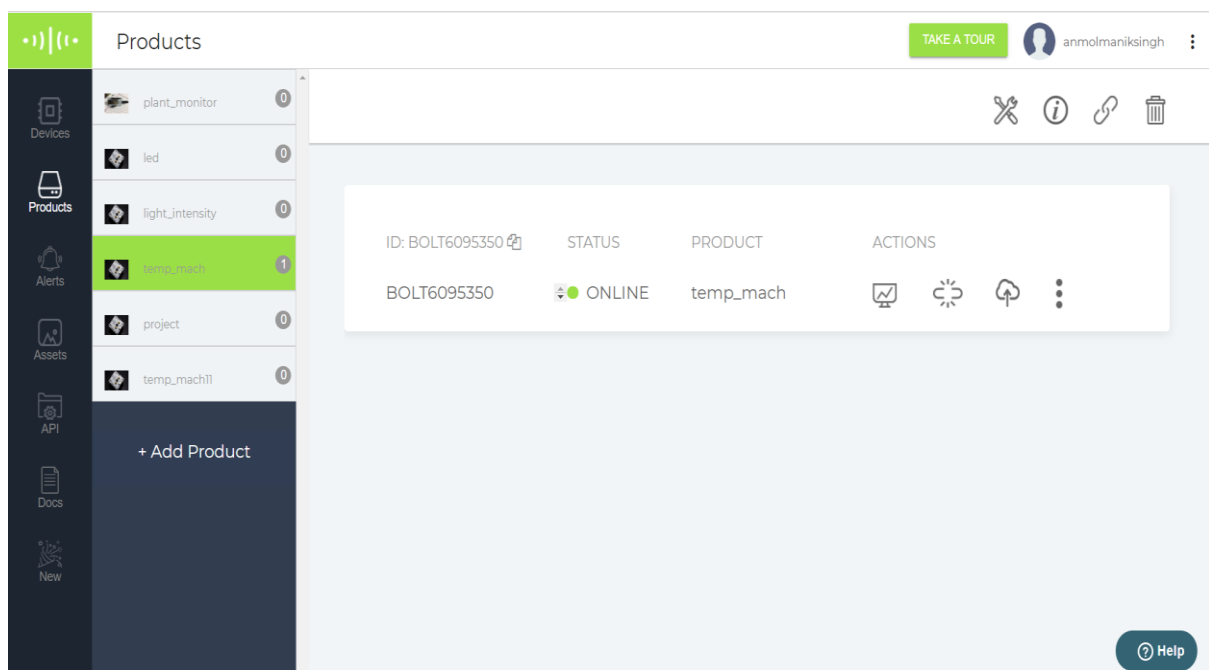 Products
TAKE A TOUR
anmolmaniksingh
Devices
Products
Alerts
Assets
API
Docs
New
plant_monitor 0
led 0
light_intensity 0
temp_mach 1
project 0
temp_mach11 0
+ Add Product
ID: BOLT6095350 STATUS PRODUCT ACTIONS
BOLT6095350 ONLINE temp_mach
Help